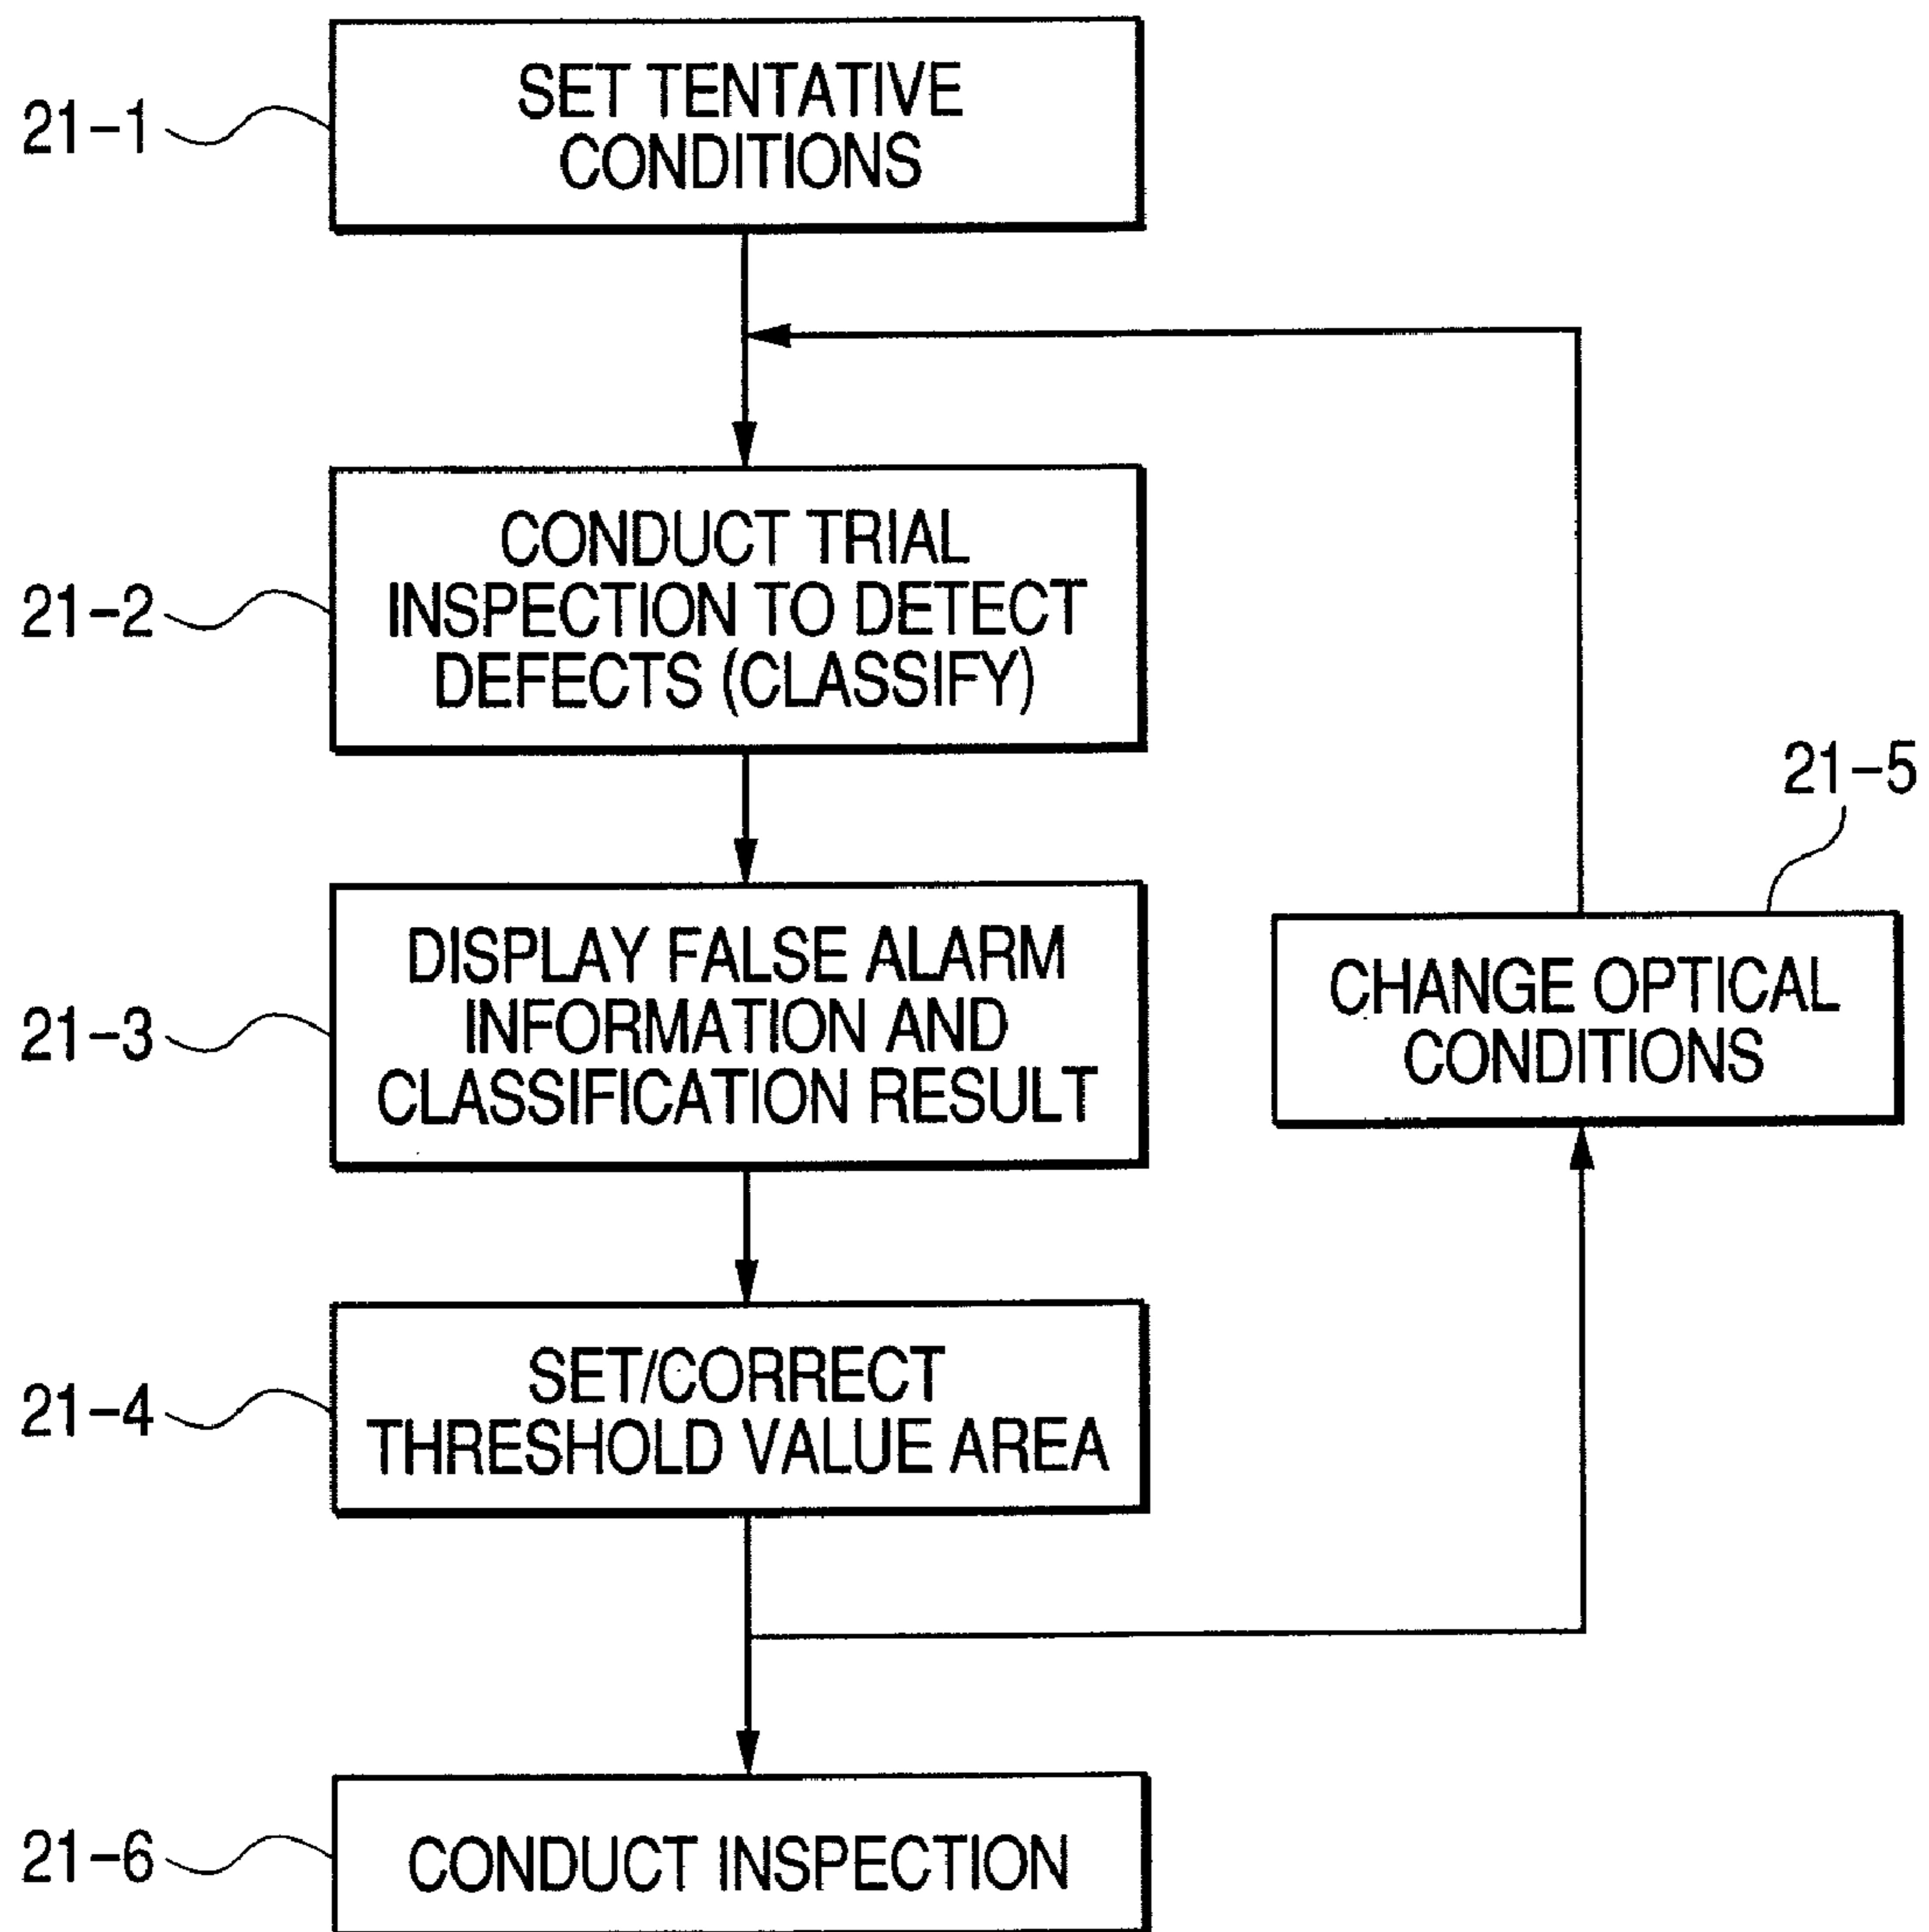 21-1
SET TENTATIVE
CONDITIONS
21-2
CONDUCT TRIAL
INSPECTION TO DETECT
DEFECTS (CLASSIFY)
21-3
DISPLAY FALSE ALARM
INFORMATION AND
CLASSIFICATION RESULT
21-5
CHANGE OPTICAL
CONDITIONS
21-4
SET/CORRECT
THRESHOLD VALUE AREA
21-6
CONDUCT INSPECTION